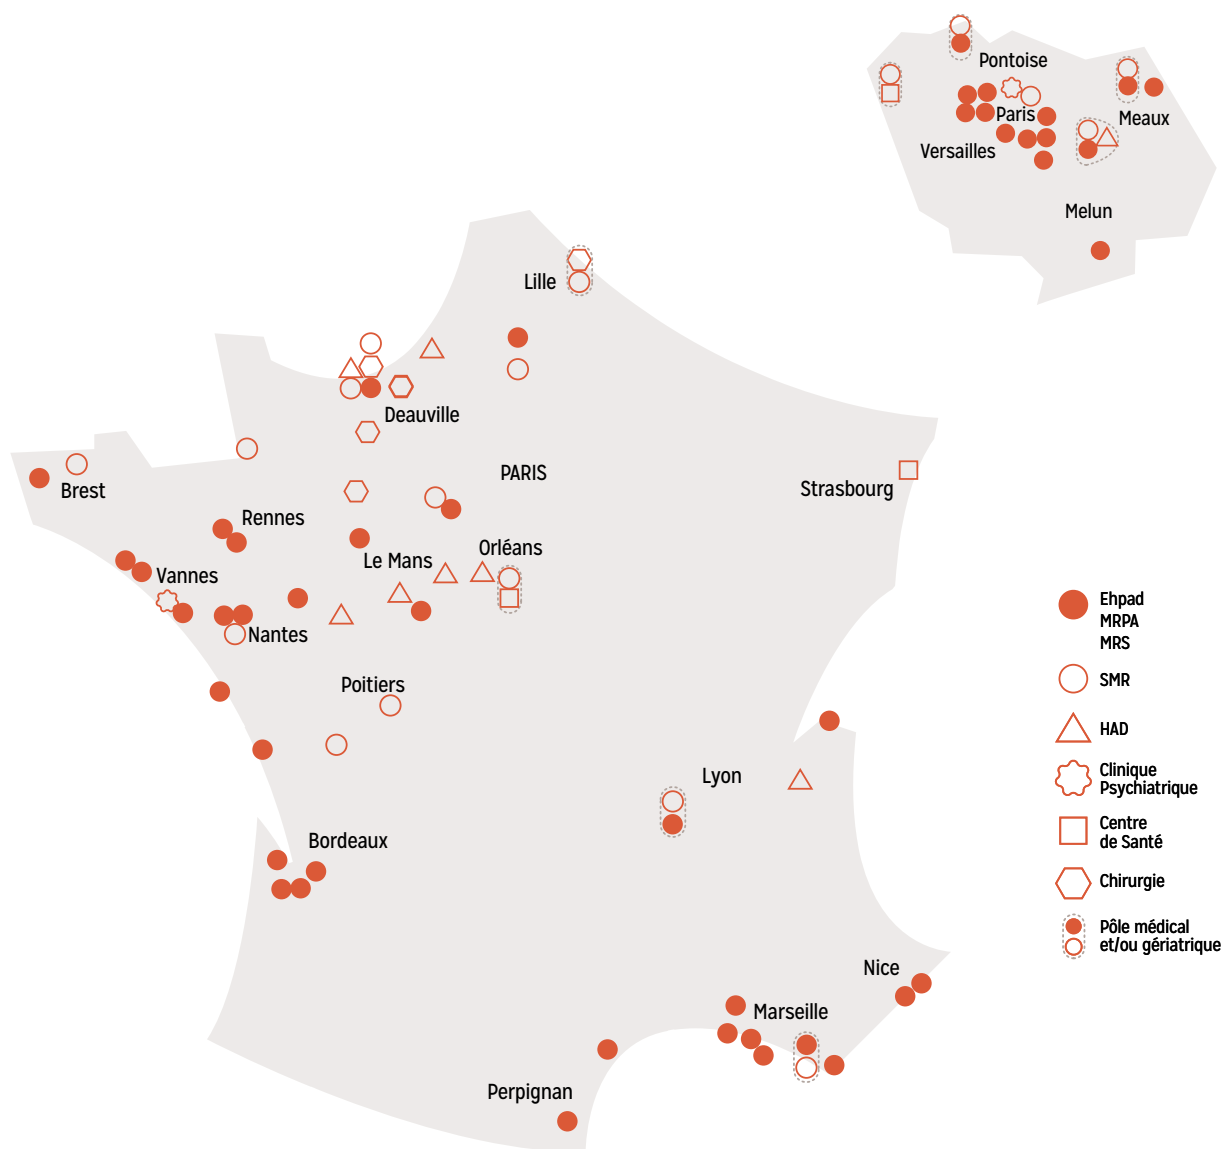 Pontoise
Paris
Meaux
Versailles
Melun
Lille
Deauville
PARIS
Strasbourg
Brest
Rennes
Le Mans
Orléans
Vannes
Nantes
Poitiers
Lyon
Bordeaux
Nice
Marseille
Perpignan
Ehpad
MRPA
MRS
SMR
HAD
Clinique
Psychiatrique
Centre
de Santé
Chirurgie
Pôle médical
et/ou gériatrique